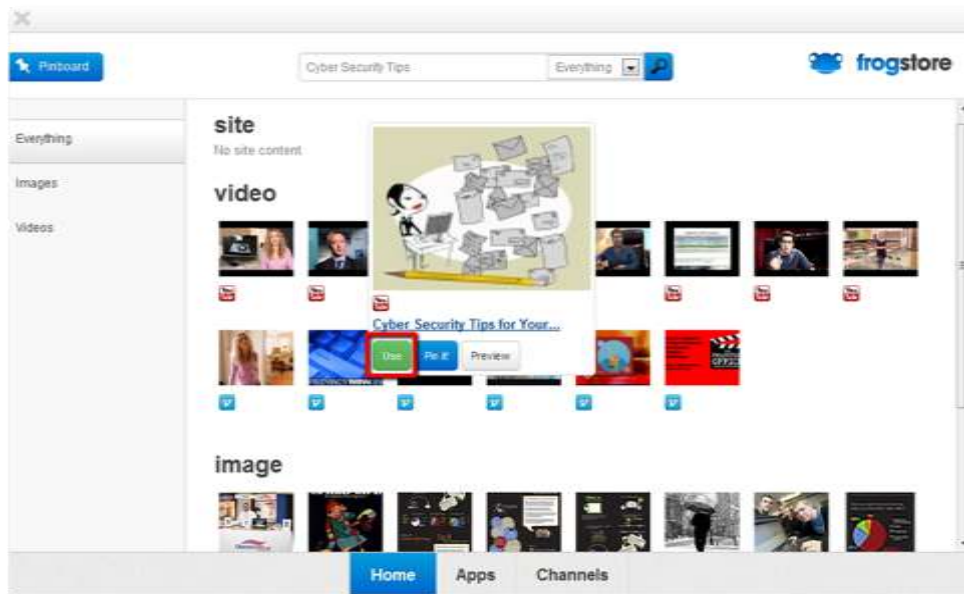 Pinboard
Cyber Security Tips
Everything
frogstore
Everything
Images
Videos
site
No site content
video
Cyber Security Tips for Your...
Use
Pin it!
Preview
OFFICE
image
Home
Apps
Channels